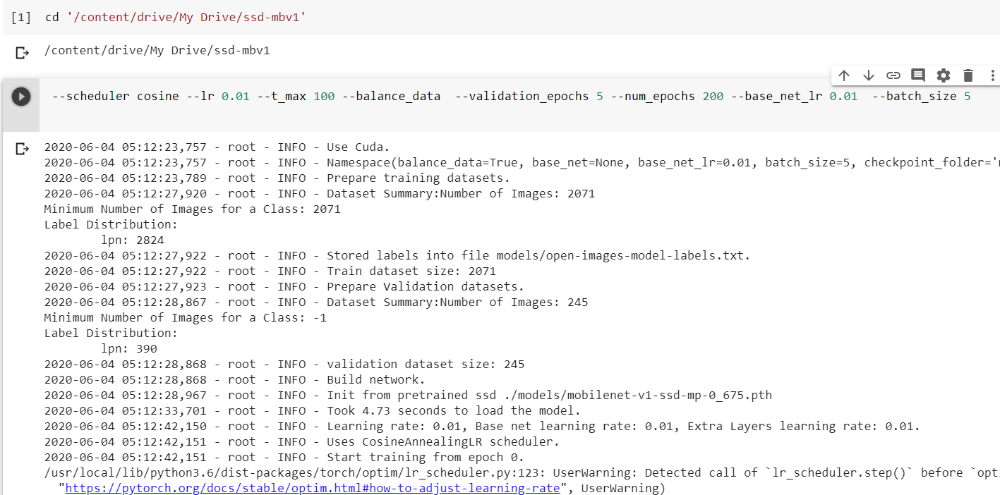 [1] cd '/content/drive/My Drive/ssd-mbv1'
/content/drive/My Drive/ssd-mbv1
--scheduler cosine --lr 0.01 --t_max 100 --balance_data  --validation_epochs 5 --num_epochs 200 --base_net_lr 0.01  --batch_size 5
2020-06-04 05:12:23,757 - root - INFO - Use Cuda.
2020-06-04 05:12:23,757 - root - INFO - Namespace(balance_data=True, base_net=None, base_net_lr=0.01, batch_size=5, checkpoint_folder='
2020-06-04 05:12:23,789 - root - INFO - Prepare training datasets.
2020-06-04 05:12:27,920 - root - INFO - Dataset Summary:Number of Images: 2071
Minimum Number of Images for a Class: 2071
Label Distribution:
lpn: 2824
2020-06-04 05:12:27,922 - root - INFO - Stored labels into file models/open-images-model-labels.txt.
2020-06-04 05:12:27,922 - root - INFO - Train dataset size: 2071
2020-06-04 05:12:27,923 - root - INFO - Prepare Validation datasets.
2020-06-04 05:12:28,867 - root - INFO - Dataset Summary:Number of Images: 245
Minimum Number of Images for a Class: -1
Label Distribution:
lpn: 390
2020-06-04 05:12:28,868 - root - INFO - validation dataset size: 245
2020-06-04 05:12:28,868 - root - INFO - Build network.
2020-06-04 05:12:28,967 - root - INFO - Init from pretrained ssd ./models/mobilenet-v1-ssd-mp-0_675.pth
2020-06-04 05:12:33,701 - root - INFO - Took 4.73 seconds to load the model.
2020-06-04 05:12:42,150 - root - INFO - Learning rate: 0.01, Base net learning rate: 0.01, Extra Layers learning rate: 0.01.
2020-06-04 05:12:42,151 - root - INFO - Uses CosineAnnealingLR scheduler.
2020-06-04 05:12:42,151 - root - INFO - Start training from epoch 0.
/usr/local/lib/python3.6/dist-packages/torch/optim/lr_scheduler.py:123: UserWarning: Detected call of `lr_scheduler.step()` before `opti
"https://pytorch.org/docs/stable/optim.html#how-to-adjust-learning-rate", UserWarning)